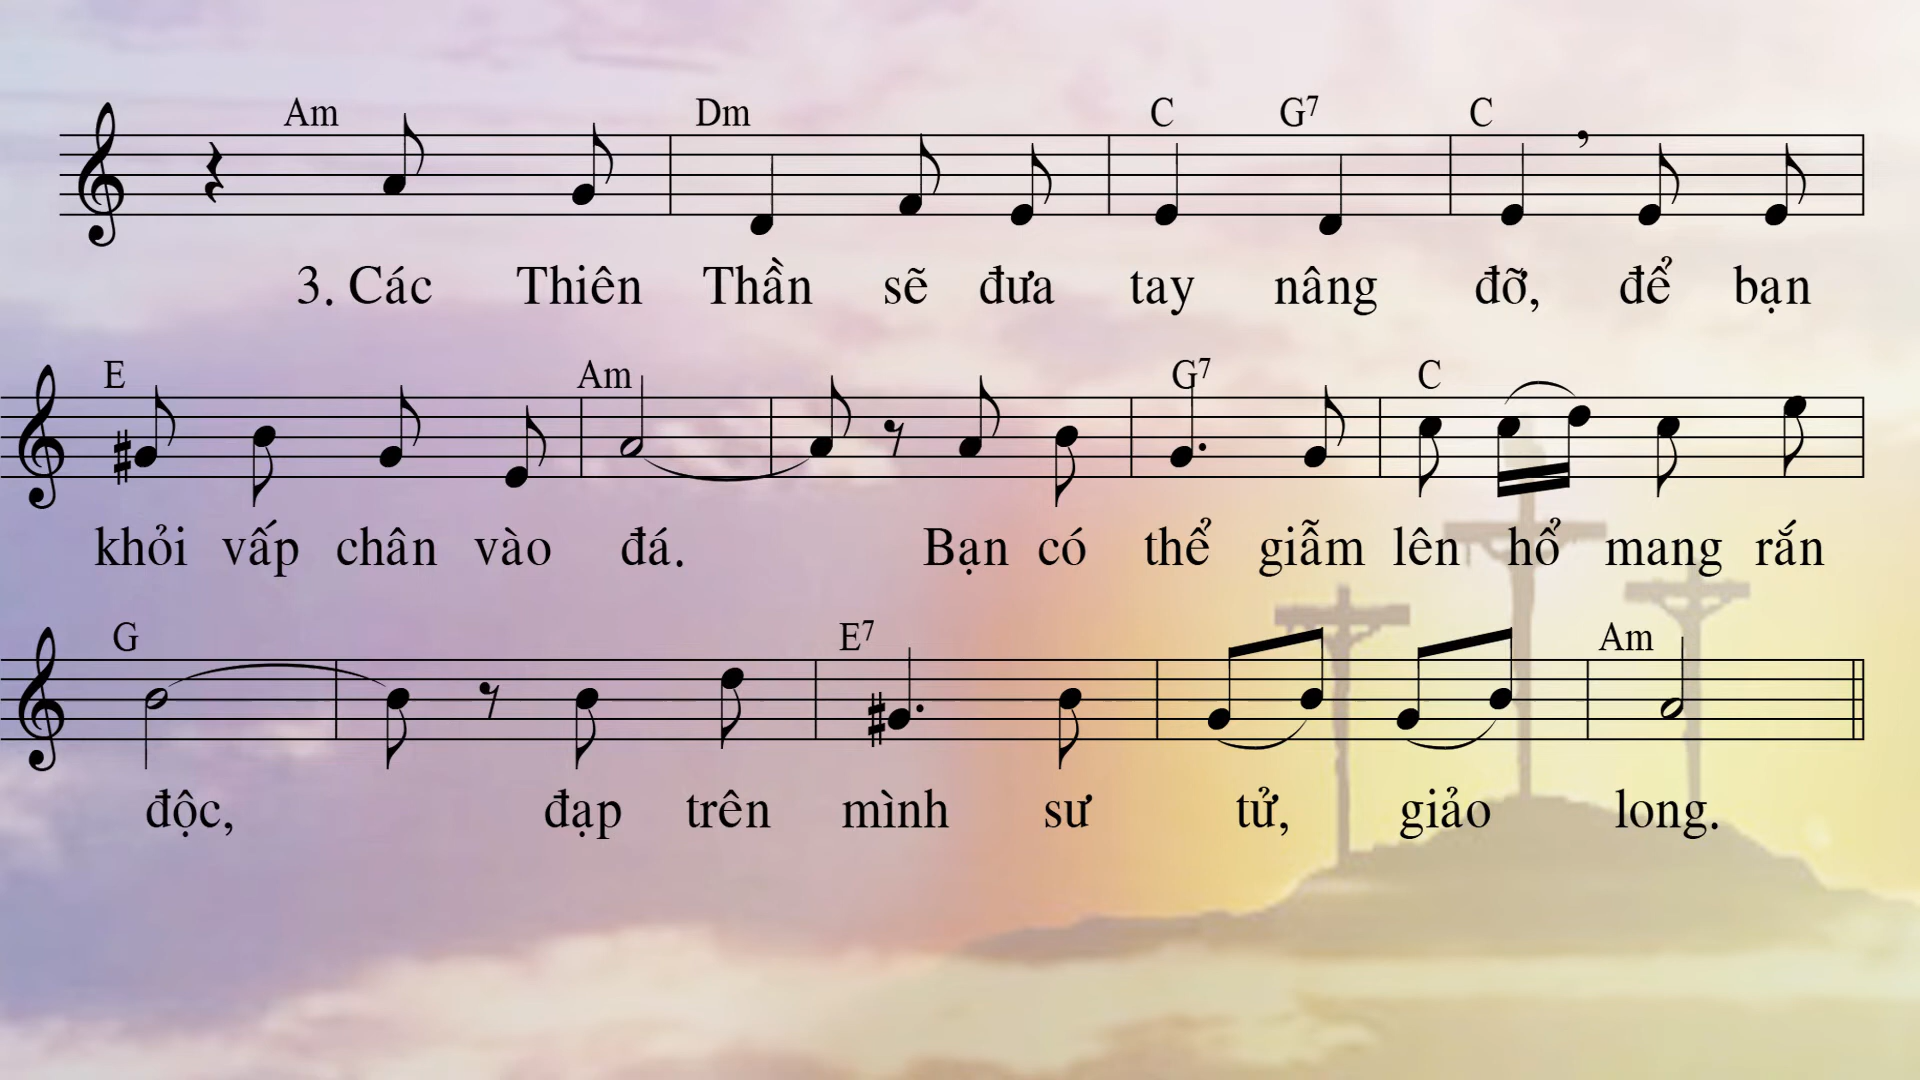 Am Dm C G7 C
3. Các Thiên Thần sẽ đưa tay nâng đỡ, để bạn
E Am G7 C
khỏi vấp chân vào đá. Bạn có thể giẫm lên hổ mang rắn
G E7 Am
độc, đạp trên mình sư tử, giảo long.